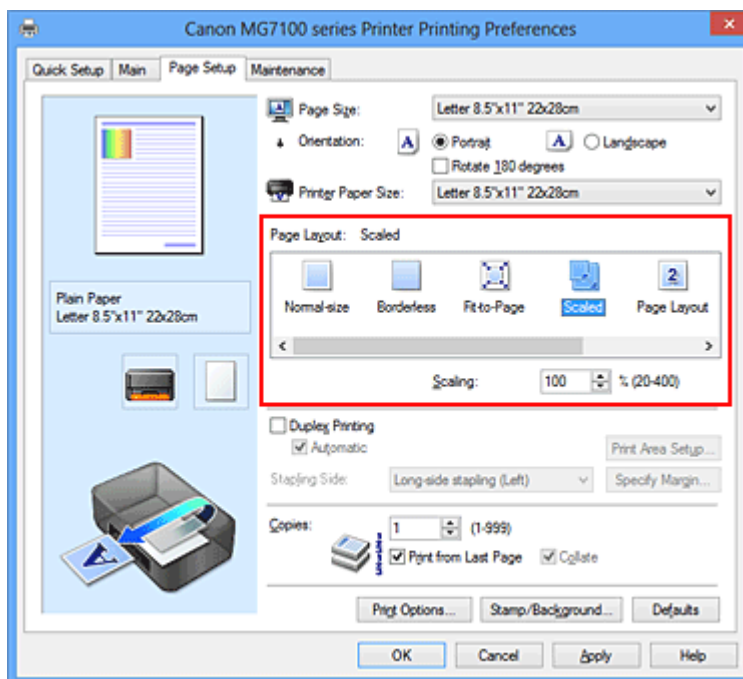 Canon MG7100 series Printer Printing Preferences
Quick Setup Main Page Setup Maintenance
Page Size: Letter 8.5"x11" 22x28cm
Orientation: A Portrait A Landscape
Rotate 180 degrees
Printer Paper Size: Letter 8.5"x11" 22x28cm
Page Layout: Scaled
Normal-size Borderless Fit-to-Page Scaled 2 Page Layout
Scaling: 100 % (20-400)
Plain Paper
Letter 8.5"x11" 22x28cm
Duplex Printing
Automatic Print Area Setup...
Stapling Side: Long-side stapling (Left) Specify Margin...
Copies: 1 (1-999)
Print from Last Page Collate
A
Print Options... Stamp/Background... Defaults
OK Cancel Apply Help